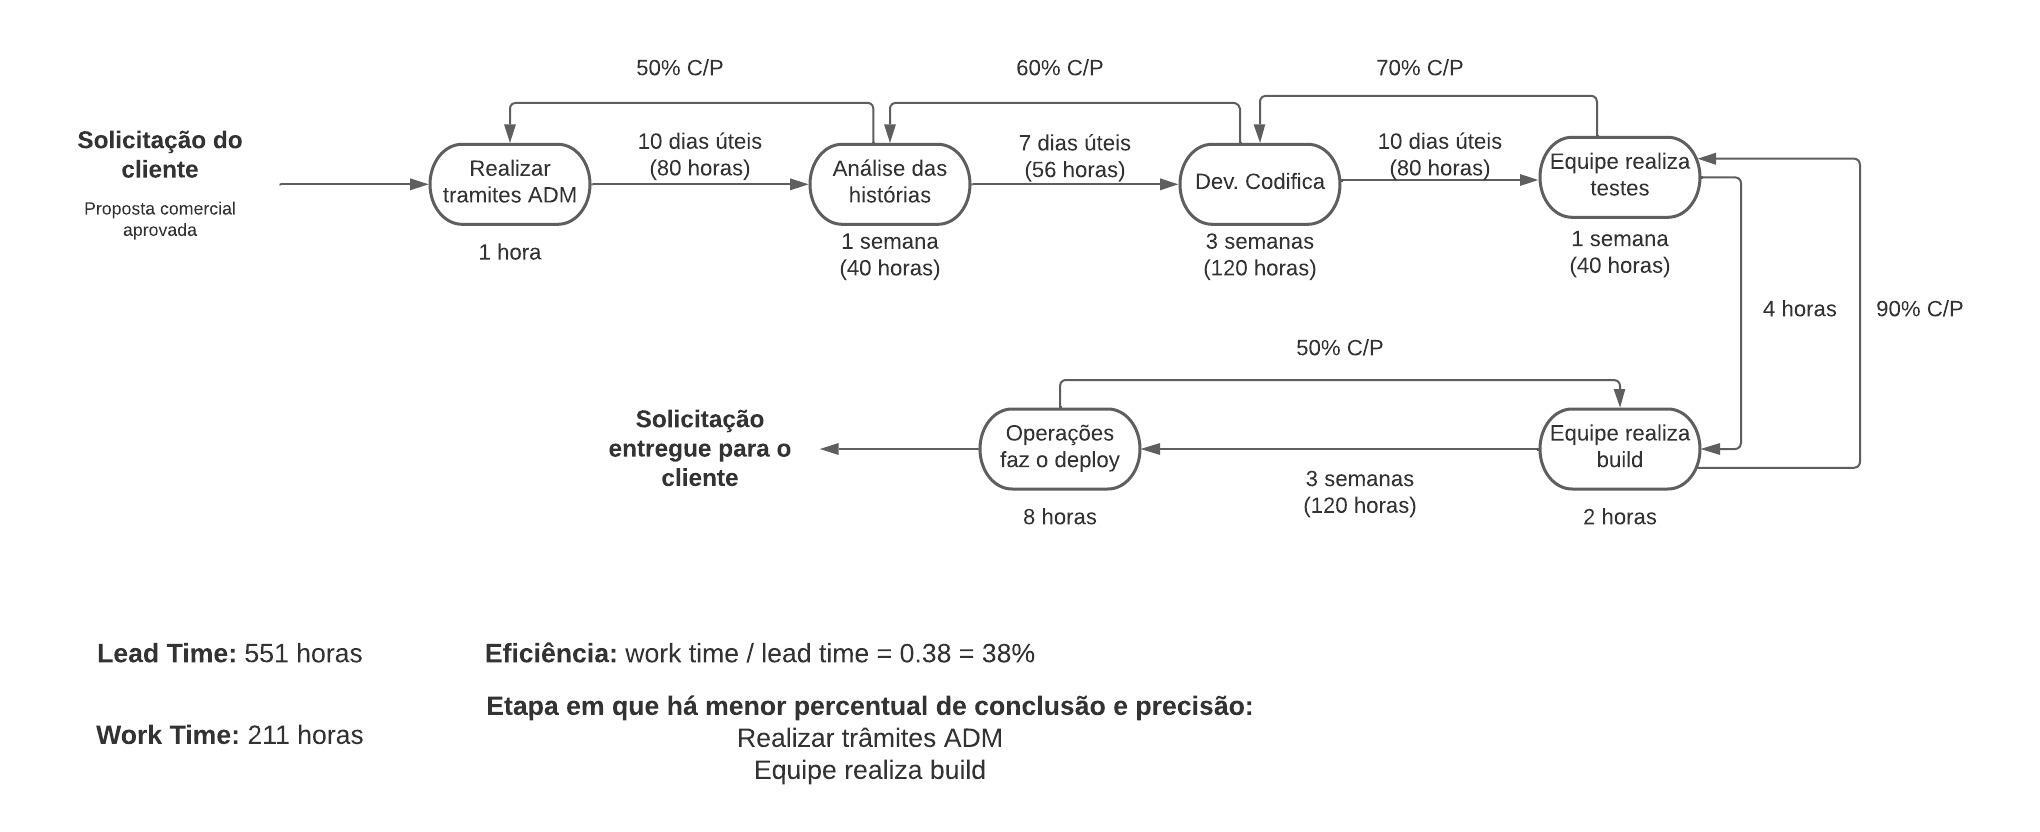 50% C/P
60% C/P
70% C/P
Solicitação do
cliente
Proposta comercial
aprovada
Realizar
tramites ADM
1 hora
10 dias úteis
(80 horas)
Análise das
histórias
1 semana
(40 horas)
7 dias úteis
(56 horas)
Dev. Codifica
3 semanas
(120 horas)
10 dias úteis
(80 horas)
Equipe realiza
testes
1 semana
(40 horas)
4 horas
90% C/P
50% C/P
Solicitação
entregue para o
cliente
Operações
faz o deploy
8 horas
3 semanas
(120 horas)
Equipe realiza
build
2 horas
Lead Time: 551 horas
Work Time: 211 horas
Eficiência: work time / lead time = 0.38 = 38%
Etapa em que há menor percentual de conclusão e precisão:
Realizar trâmites ADM
Equipe realiza build